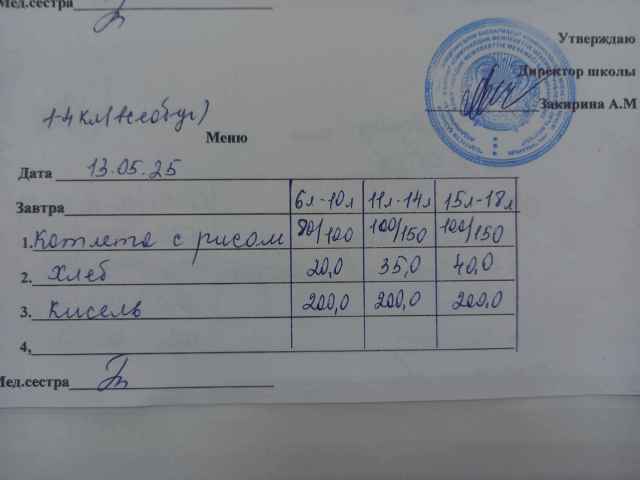 Мед.сестра
Утверждаю
Директор школы
Закирина А.М
1-4 кл (всеобуч)
Меню
Дата 13.05.25
Завтра 6л-10л 11л-14л 15л-18л
1. Котлета с рисом 80/100 100/150 100/150
2. хлеб 20,0 35,0 40,0
3. кисель 200,0 200,0 200,0
4,
Мед.сестра